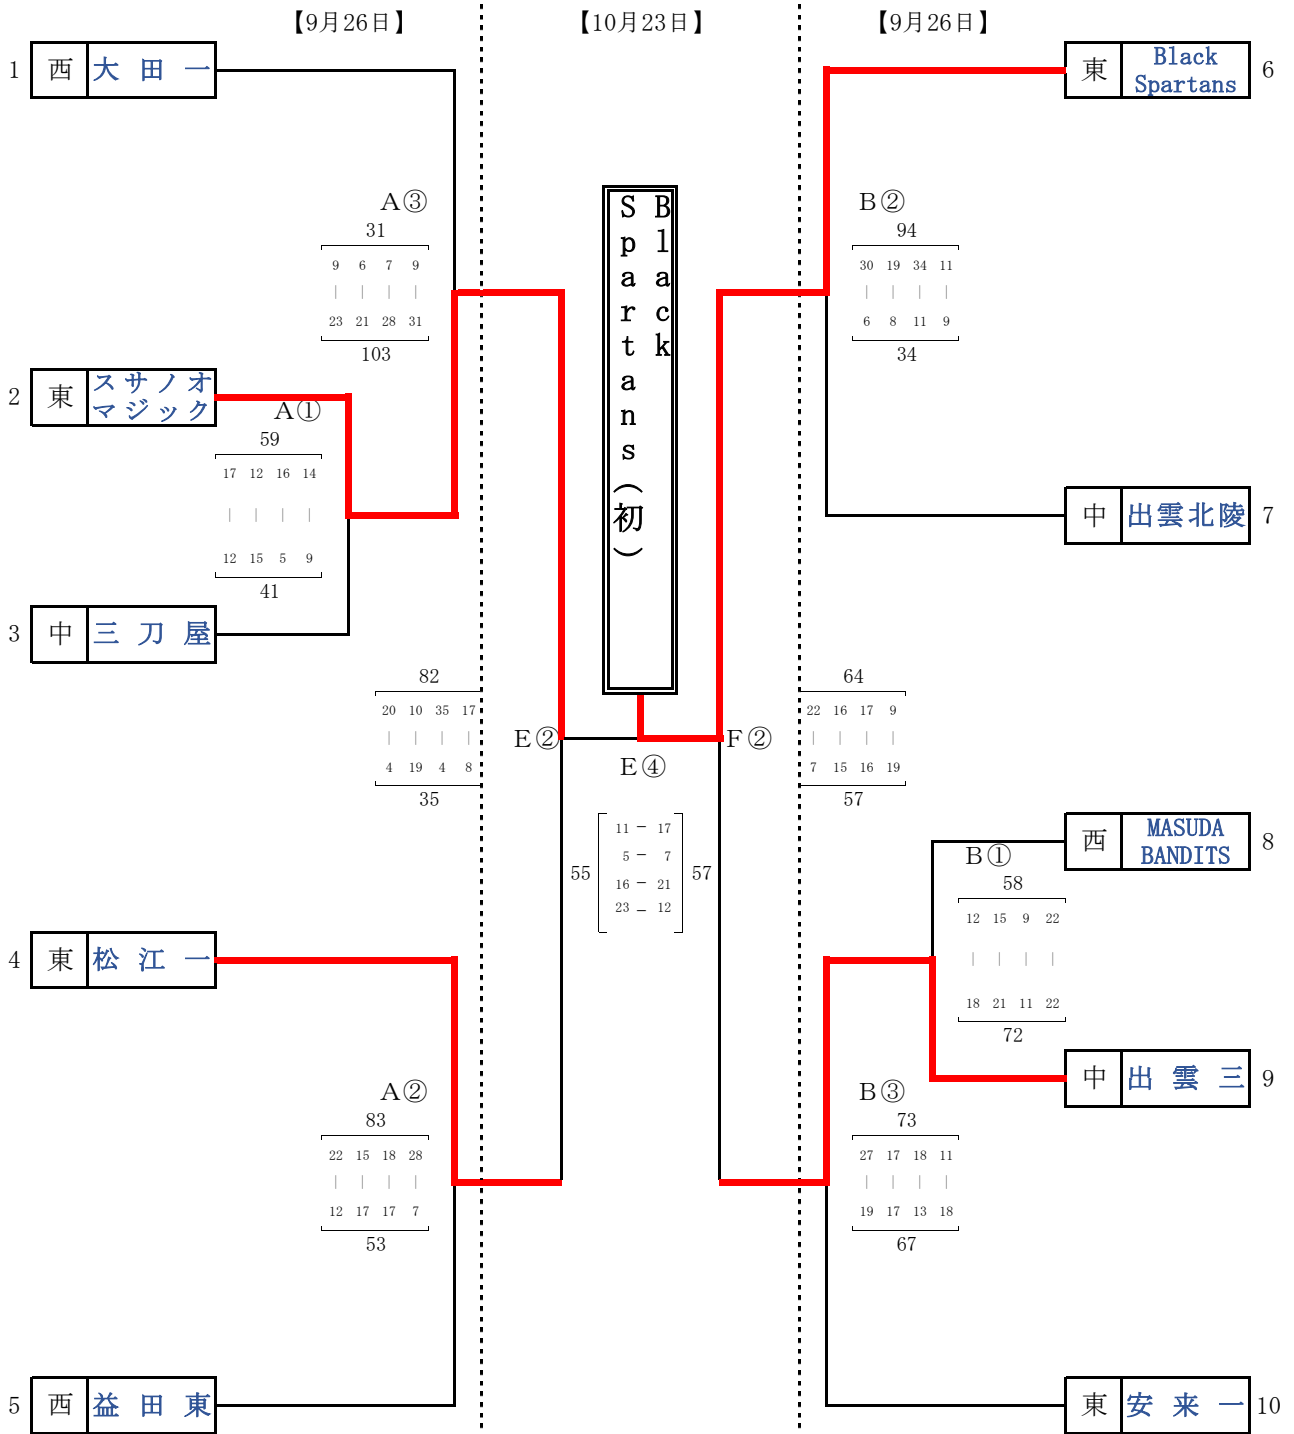 【9月26日】
【10月23日】
【9月26日】
1 西 大田一
A③
31
9 6 7 9
| | | |
23 21 28 31
103
2 東 スサノオ
マジック
A①
59
17 12 16 14
| | | |
12 15 5 9
41
3 中 三刀屋
82
20 10 35 17
| | | |
4 19 4 8
35
E②
4 東 松江一
A②
83
22 15 18 28
| | | |
12 17 17 7
53
5 西 益田東
Black
Spartans(初)
E④
55
11 － 17
5 － 7
16 － 21
23 － 12
57
6 東 Black
Spartans
B②
94
30 19 34 11
| | | |
6 8 11 9
34
7 中 出雲北陵
F②
64
22 16 17 9
| | | |
7 15 16 19
57
8 西 MASUDA
BANDITS
B①
58
12 15 9 22
| | | |
18 21 11 22
72
9 中 出雲三
B③
73
27 17 18 11
| | | |
19 17 13 18
67
10 東 安来一